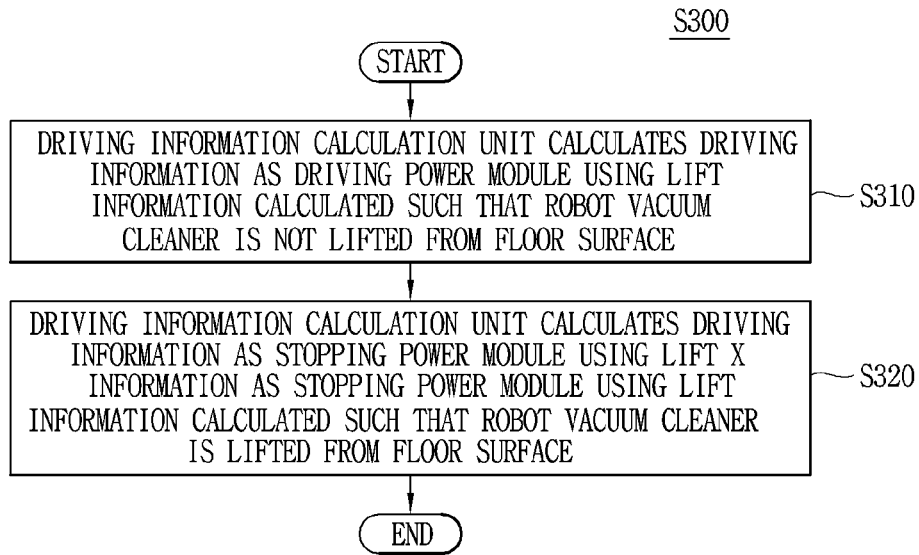 S300
START
DRIVING INFORMATION CALCULATION UNIT CALCULATES DRIVING
INFORMATION AS DRIVING POWER MODULE USING LIFT
INFORMATION CALCULATED SUCH THAT ROBOT VACUUM
CLEANER IS NOT LIFTED FROM FLOOR SURFACE
S310
DRIVING INFORMATION CALCULATION UNIT CALCULATES DRIVING
INFORMATION AS STOPPING POWER MODULE USING LIFT X
INFORMATION AS STOPPING POWER MODULE USING LIFT
INFORMATION CALCULATED SUCH THAT ROBOT VACUUM CLEANER
IS LIFTED FROM FLOOR SURFACE
S320
END